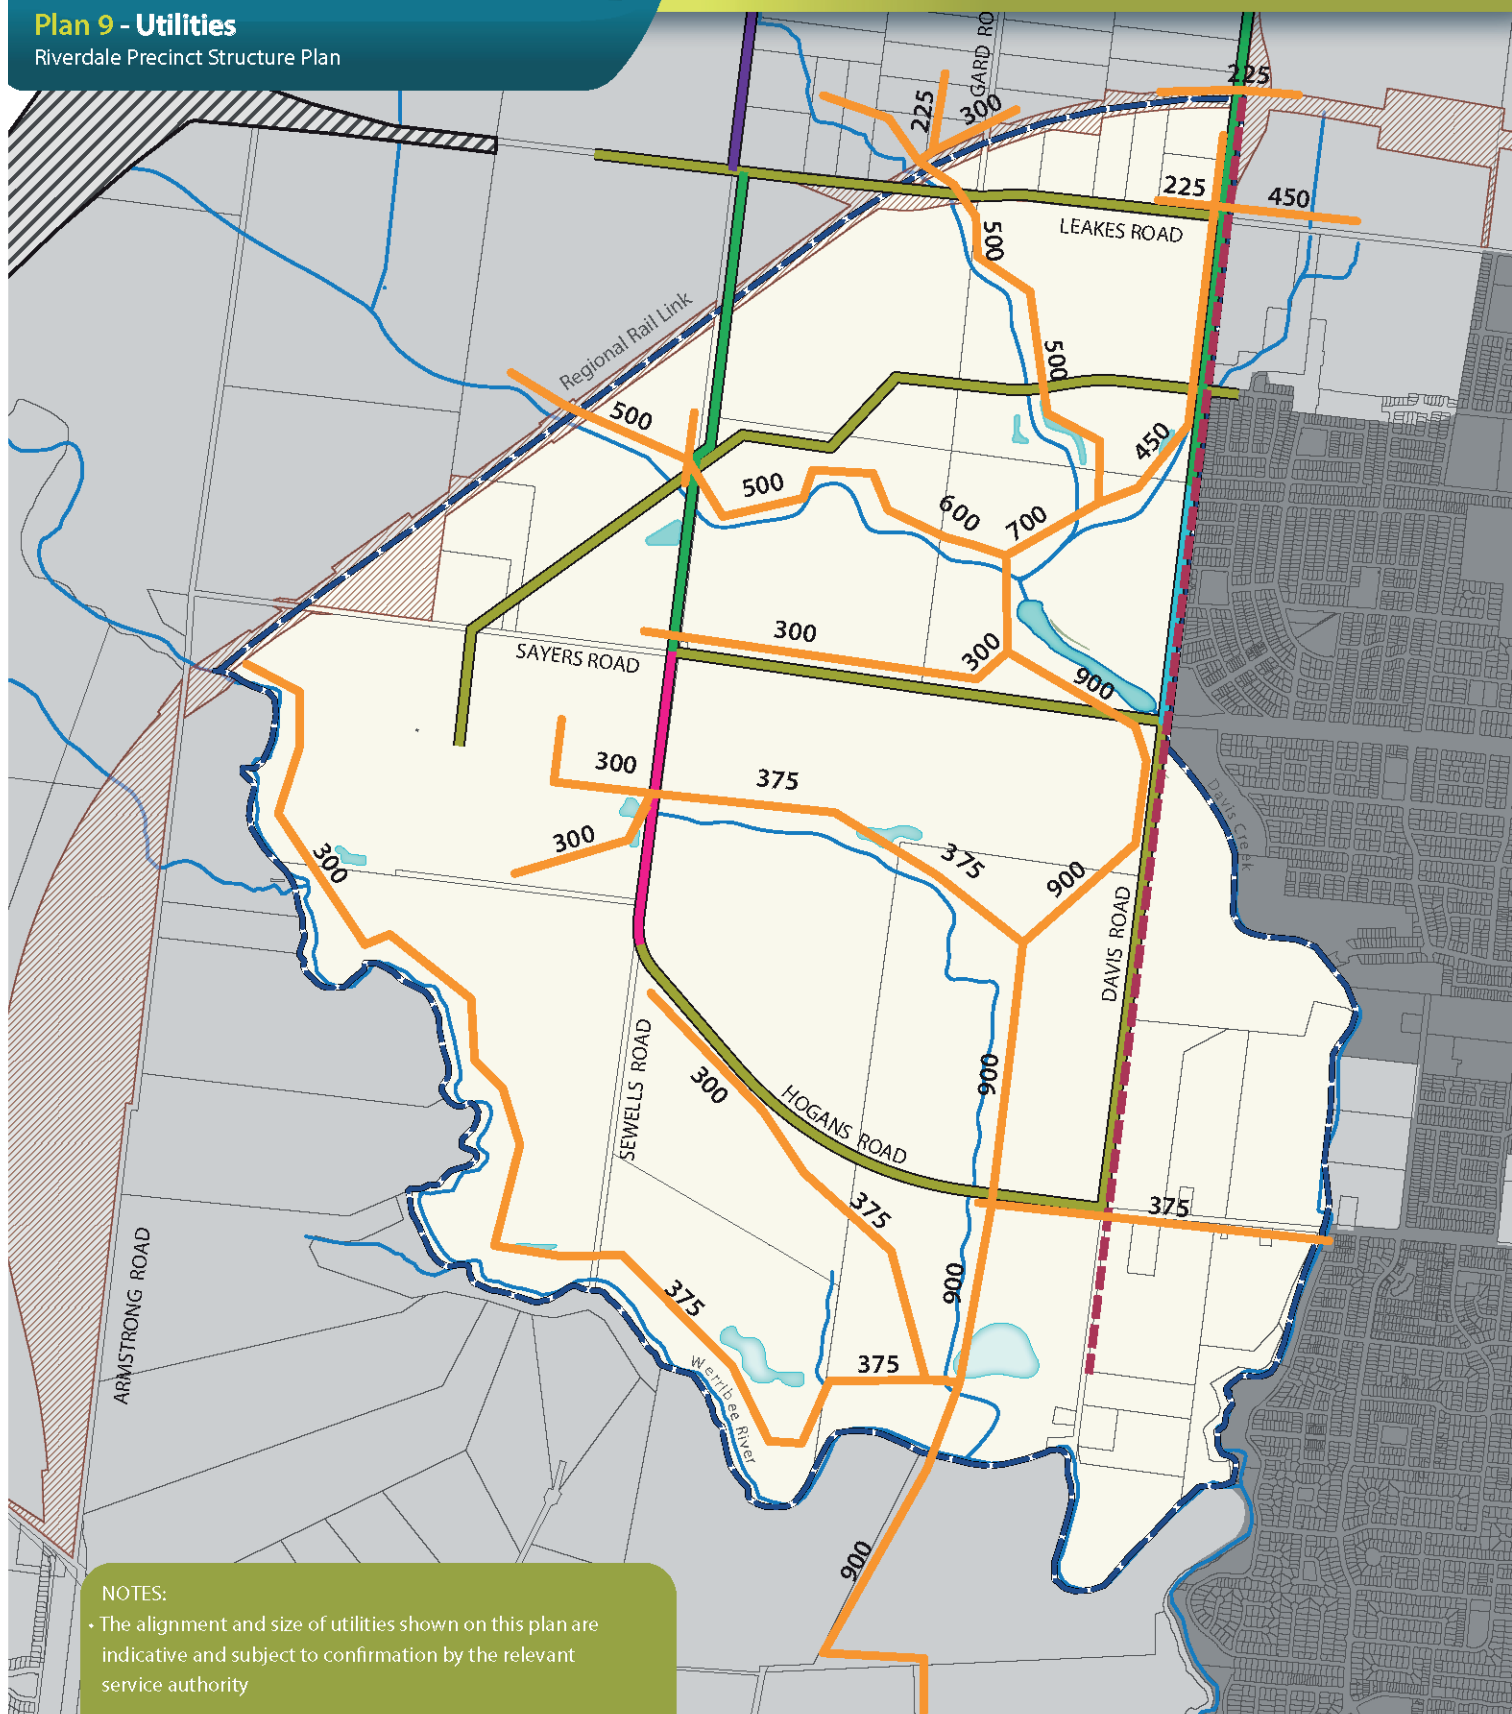 Plan 9 - Utilities
Riverdale Precinct Structure Plan
GARD RO
225
225
300
225
450
LEAKES ROAD
500
Regional Rail Link
500
500
450
500
600
700
300
SAYERS ROAD
300
900
300
375
Davis Creek
300
300
375
900
DAVIS ROAD
SEWELLS ROAD
300
900
HOGANS ROAD
375
375
ARMSTRONG ROAD
375
900
Werribee River
375
900
NOTES:
• The alignment and size of utilities shown on this plan are
indicative and subject to confirmation by the relevant
service authority